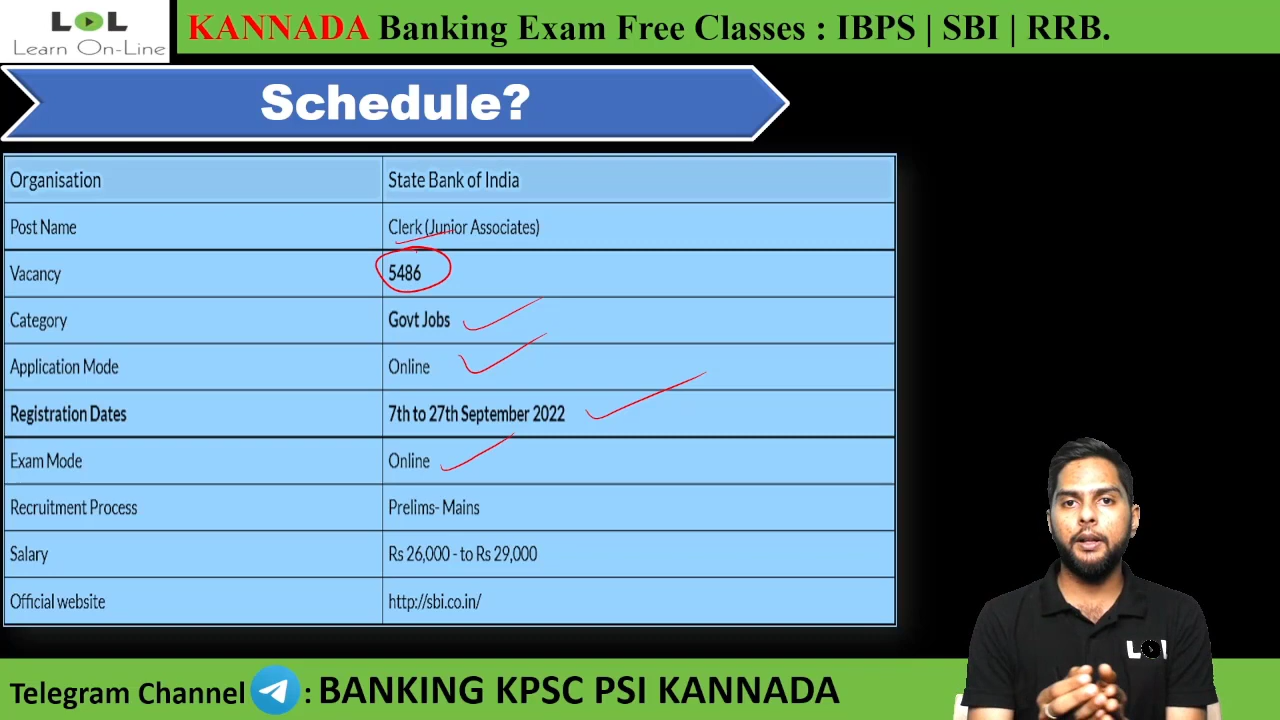 LOL
Learn On-Line
KANNADA Banking Exam Free Classes : IBPS | SBI | RRB.
Schedule?
Organisation State Bank of India
Post Name Clerk (Junior Associates)
Vacancy 5486
Category Govt Jobs
Application Mode Online
Registration Dates 7th to 27th September 2022
Exam Mode Online
Recruitment Process Prelims- Mains
Salary Rs 26,000 - to Rs 29,000
Official website http://sbi.co.in/
LOL
Telegram Channel : BANKING KPSC PSI KANNADA